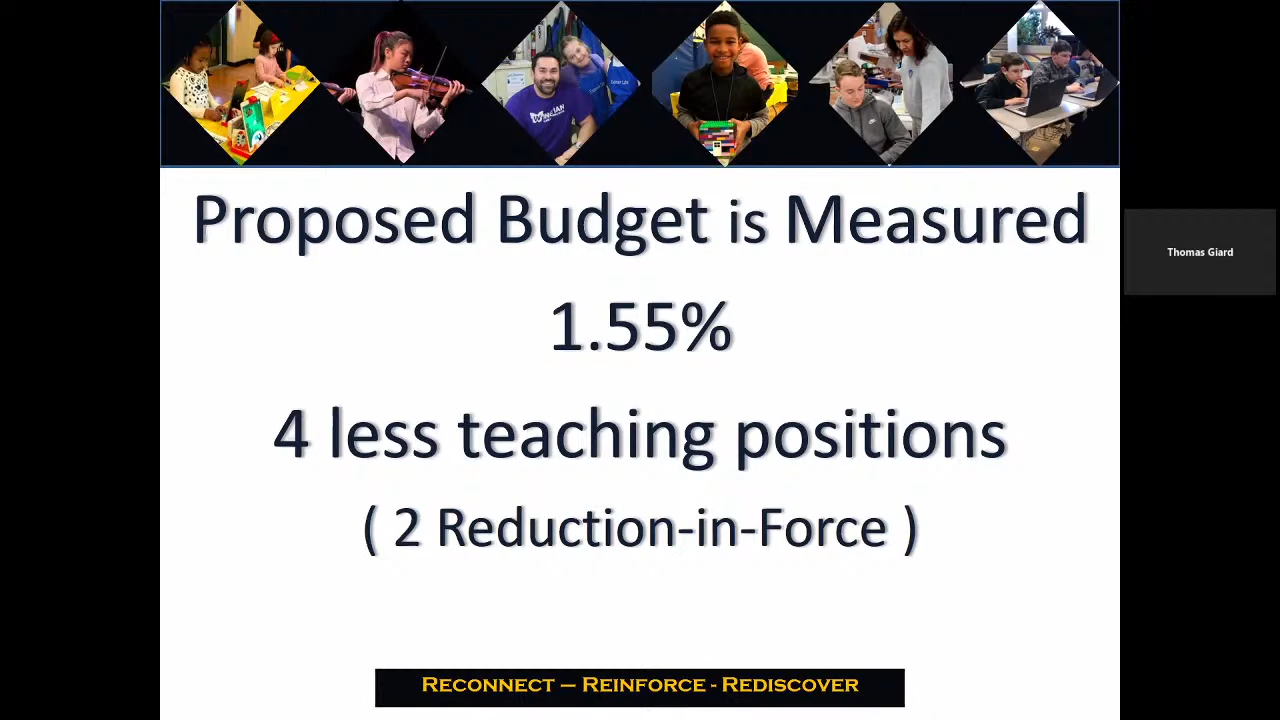 Proposed Budget is Measured
1.55%
4 less teaching positions
( 2 Reduction-in-Force )
RECONNECT – REINFORCE - REDISCOVER
Thomas Giard